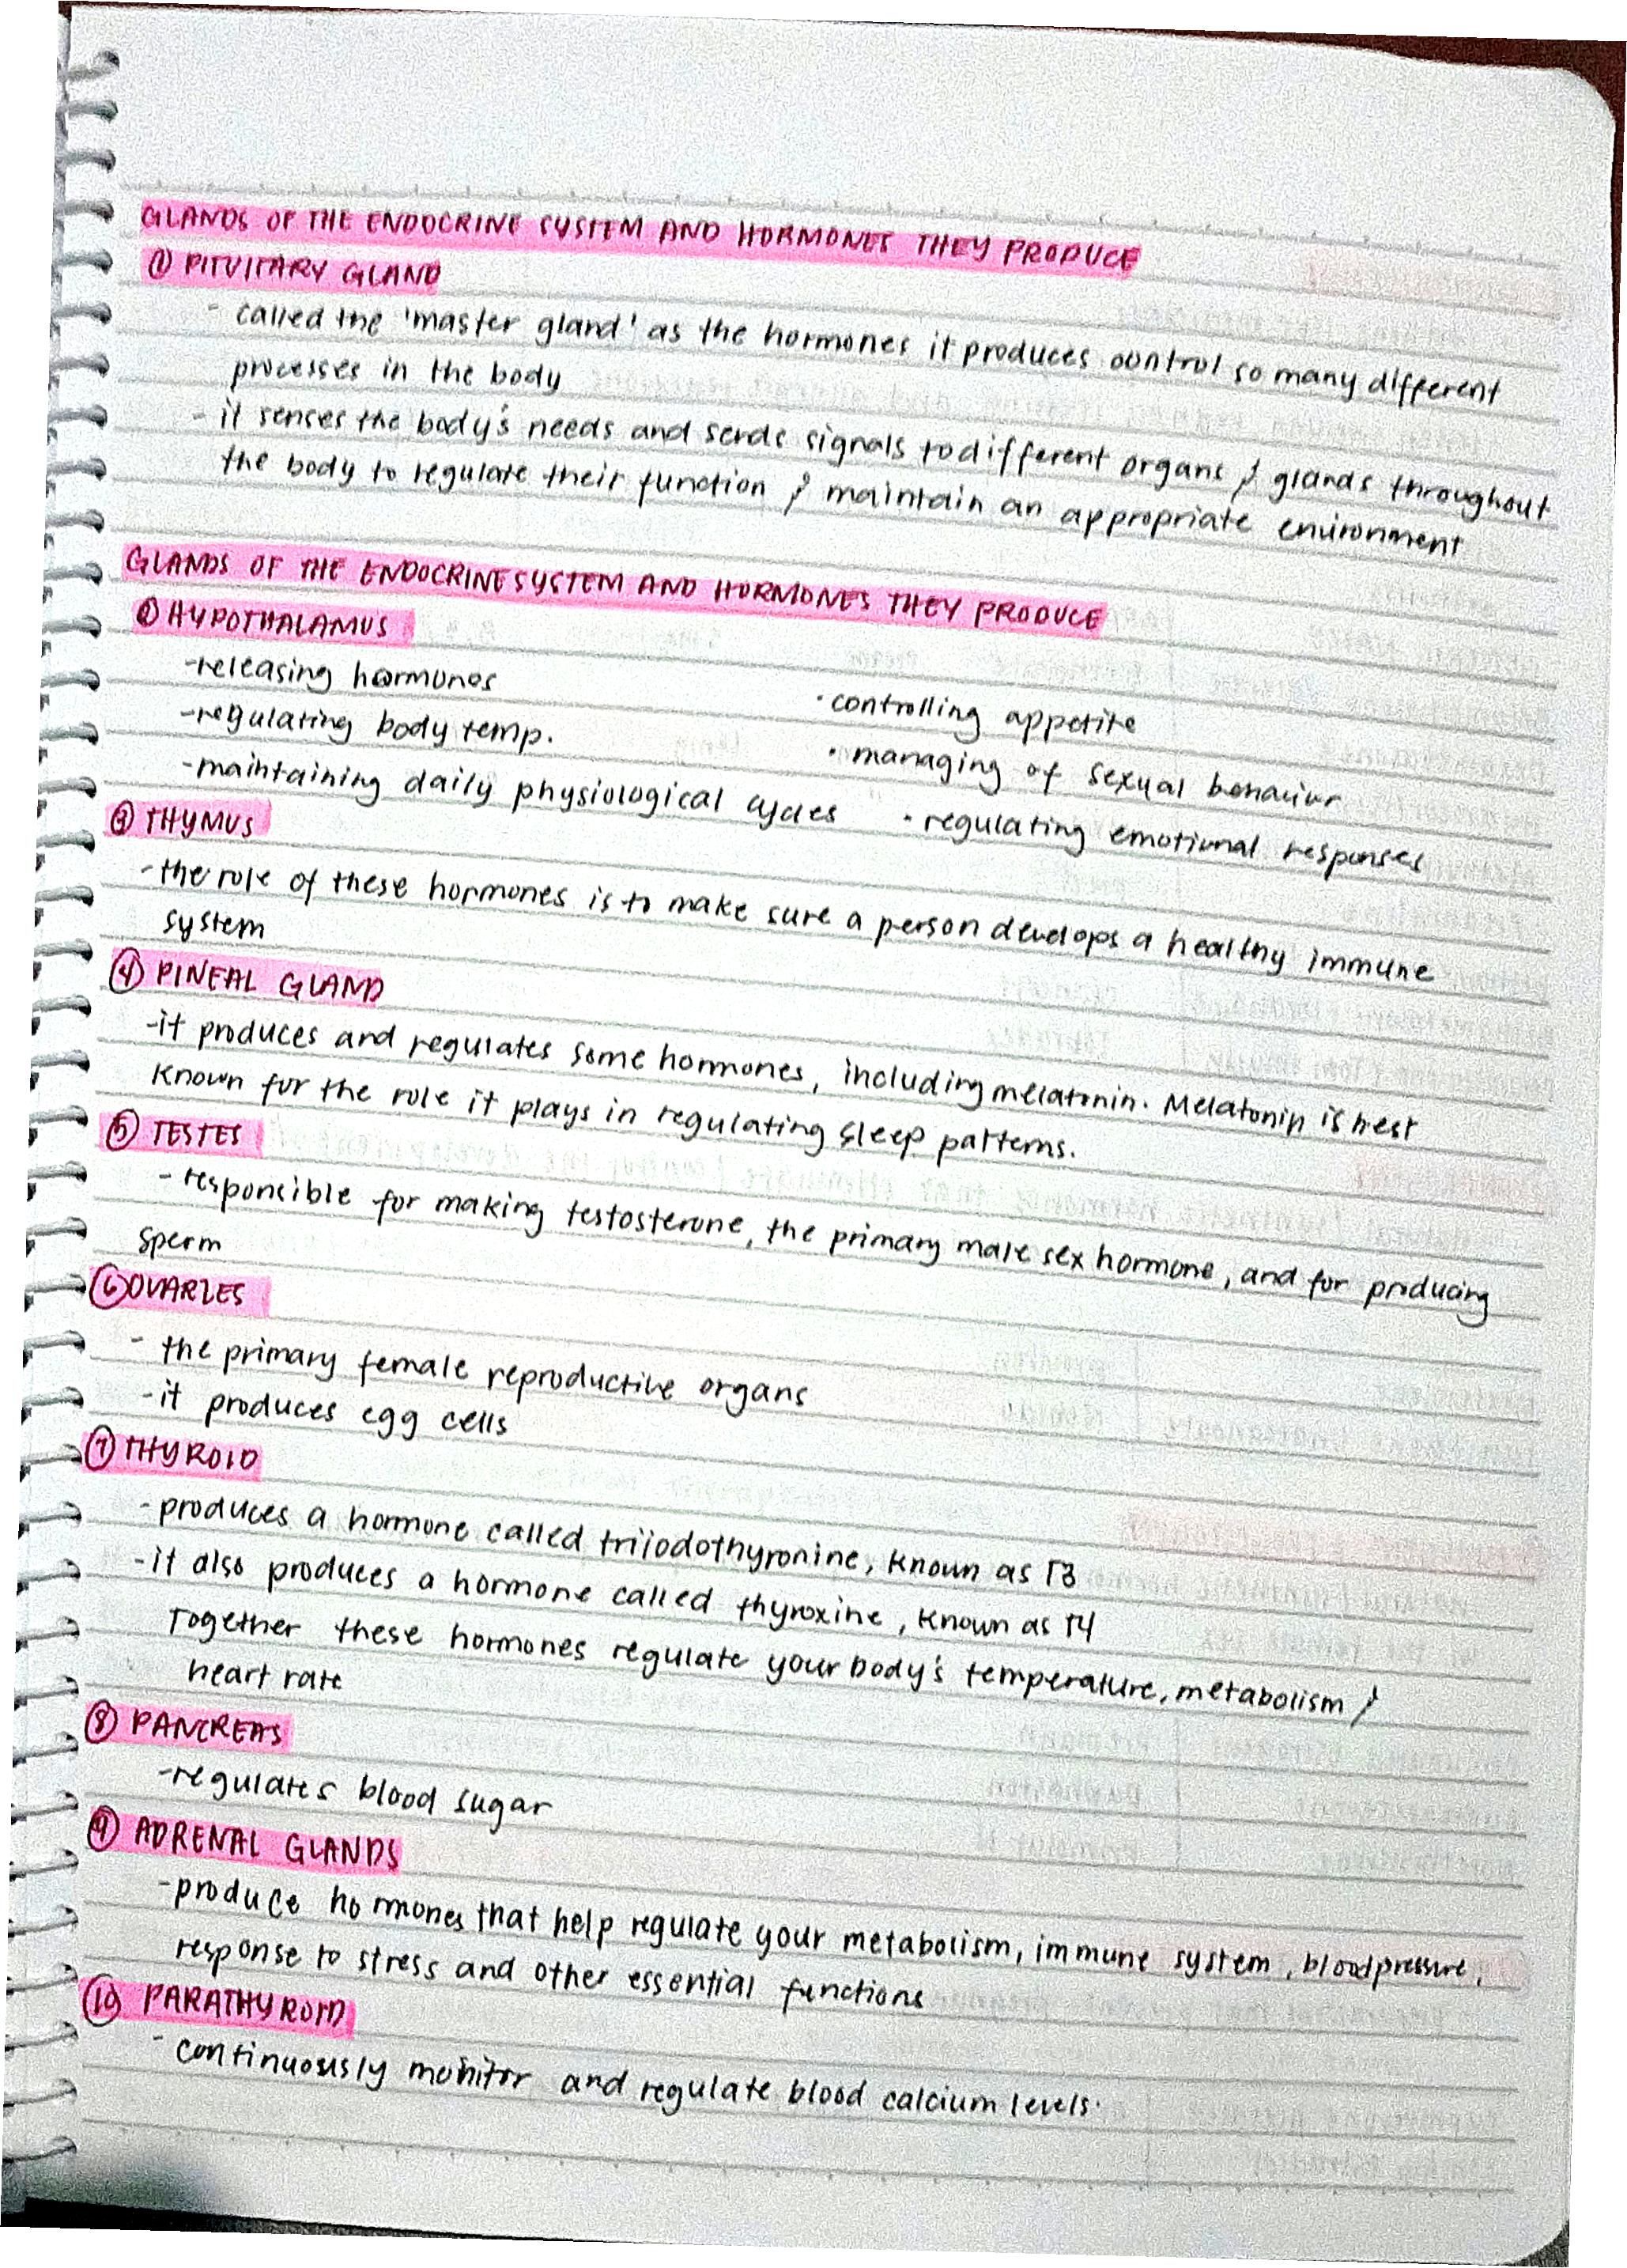 GLANDS OF THE ENDOCRINE SYSTEM AND HORMONES THEY PRODUCE
① PITUITARY GLAND
- called the 'master gland' as the hormones it produces control so many different
processes in the body
- it senses the body's needs and sends signals to different organs & glands throughout
the body to regulate their function & maintain an appropriate environment
GLANDS OF THE ENDOCRINE SYSTEM AND HORMONES THEY PRODUCE
② HYPOTHALAMUS
-releasing hormones
-regulating body temp.
-maintaining daily physiological cycles
• controlling appetite
• managing of sexual behavior
• regulating emotional responses
③ THYMUS
-the role of these hormones is to make sure a person develops a healthy immune
system
④ PINEAL GLAND
-it produces and regulates some hormones, including melatonin. Melatonin is best
known for the role it plays in regulating sleep patterns.
⑤ TESTES
- responsible for making testosterone, the primary male sex hormone, and for producing
sperm
⑥ OVARIES
- the primary female reproductive organs
-it produces egg cells
⑦ THYROID
-produces a hormone called triiodothyronine, known as T3
-it also produces a hormone called thyroxine, known as T4
Together these hormones regulate your body's temperature, metabolism &
heart rate
⑧ PANCREAS
-regulates blood sugar
⑨ ADRENAL GLANDS
-produce hormones that help regulate your metabolism, immune system, blood pressure,
response to stress and other essential functions
⑩ PARATHYROID
- continuously monitor and regulate blood calcium levels.